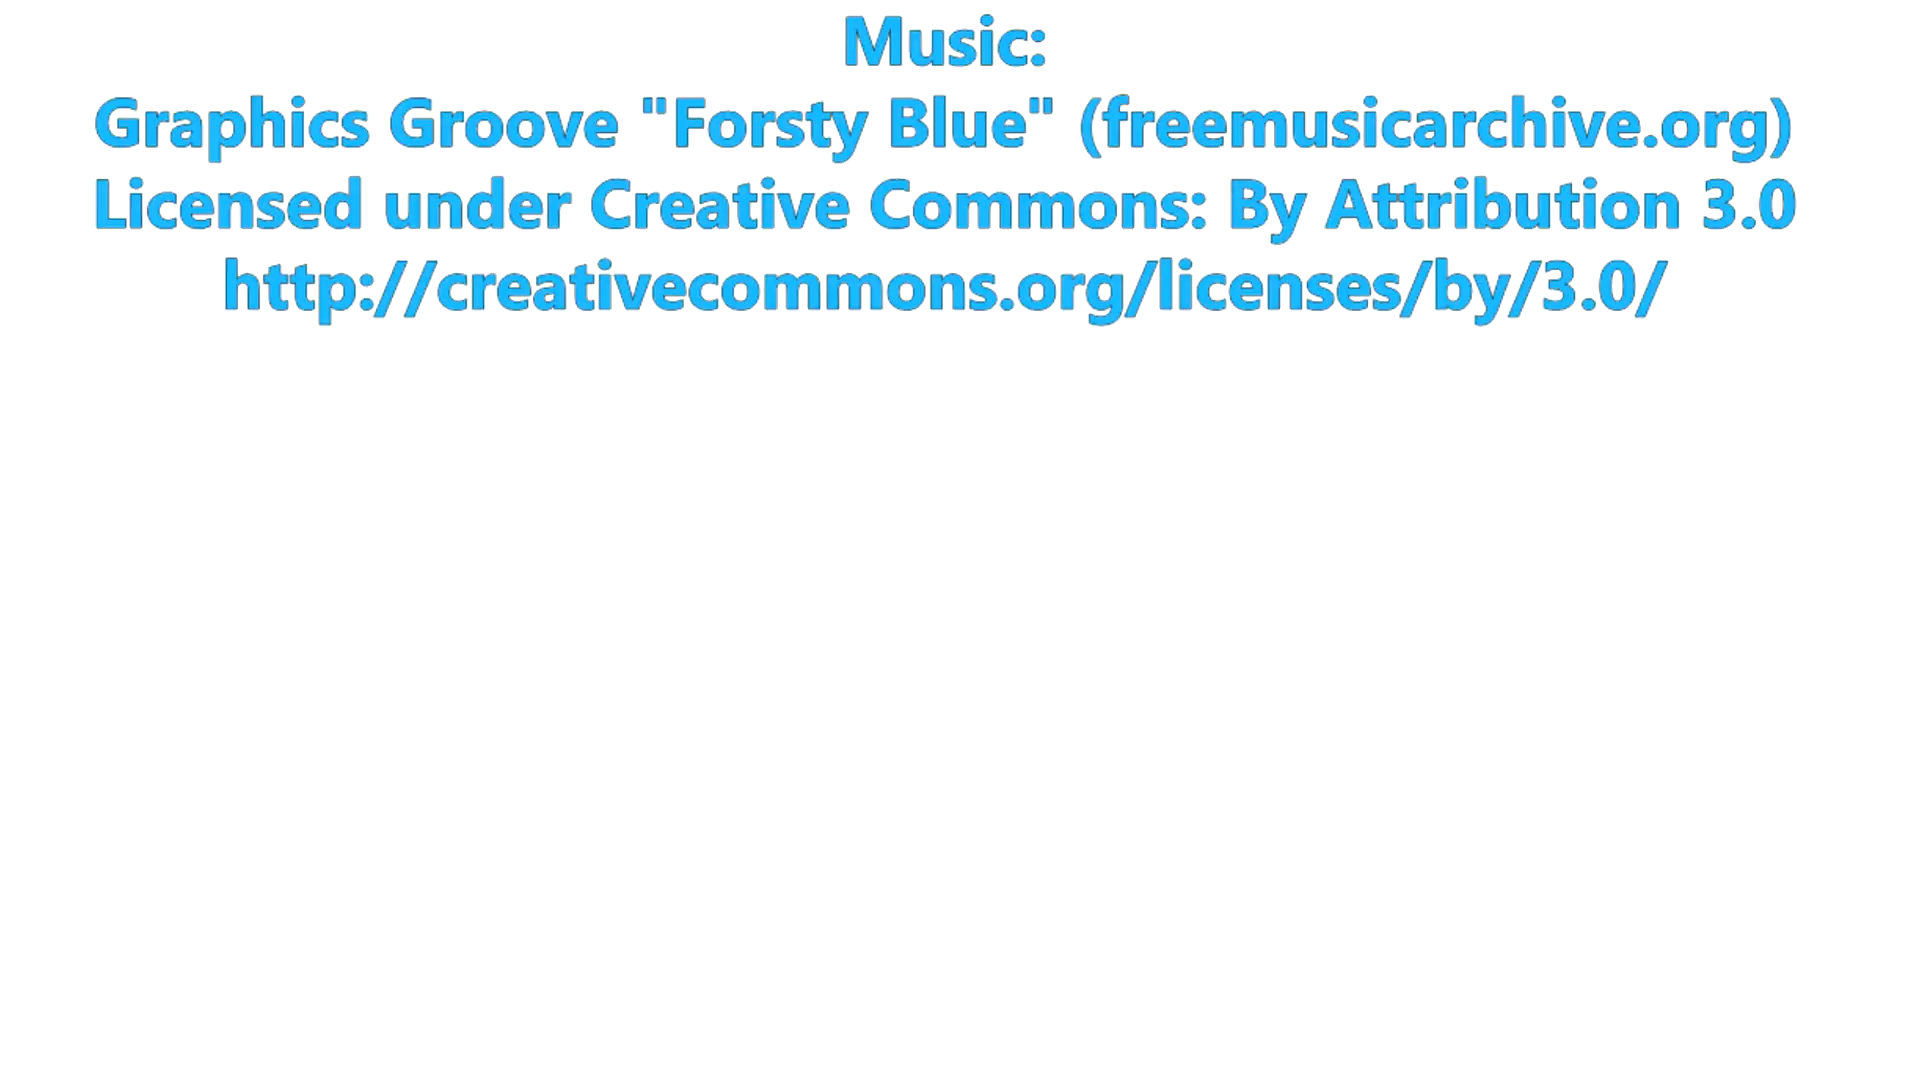 Music:
Graphics Groove "Forsty Blue" (freemusicarchive.org)
Licensed under Creative Commons: By Attribution 3.0
http://creativecommons.org/licenses/by/3.0/